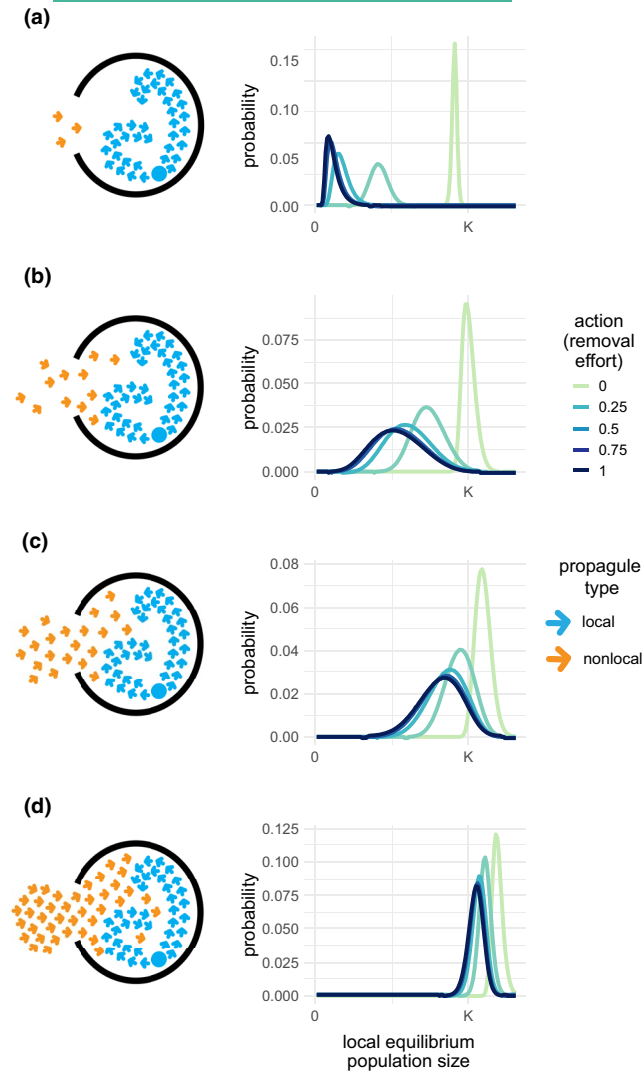 (a)
probability
0.15
0.10
0.05
0.00
0
K
(b)
probability
0.075
0.050
0.025
0.000
0
K
action
(removal
effort)
0
0.25
0.5
0.75
1
(c)
probability
0.08
0.06
0.04
0.02
0.00
0
K
propagule
type
local
nonlocal
(d)
probability
0.125
0.100
0.075
0.050
0.025
0.000
0
K
local equilibrium
population size